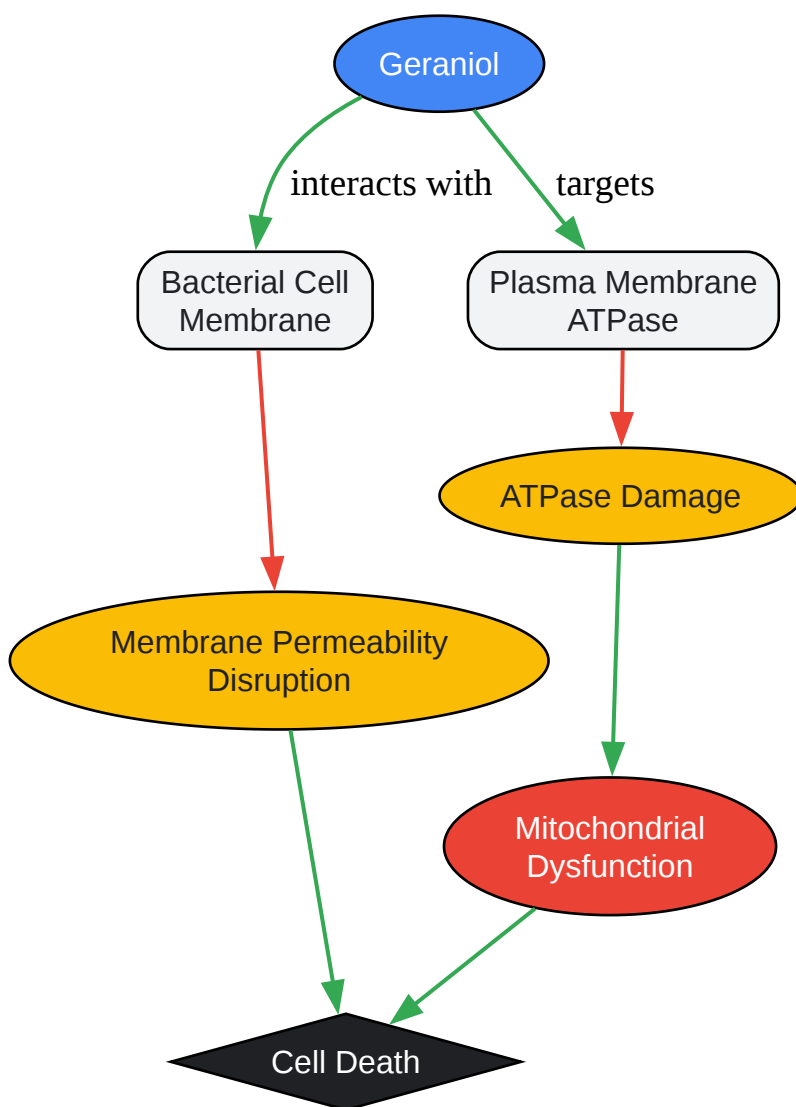 Geraniol
interacts with
targets
Bacterial Cell
Membrane
Plasma Membrane
ATPase
ATPase Damage
Membrane Permeability
Disruption
Mitochondrial
Dysfunction
Cell Death